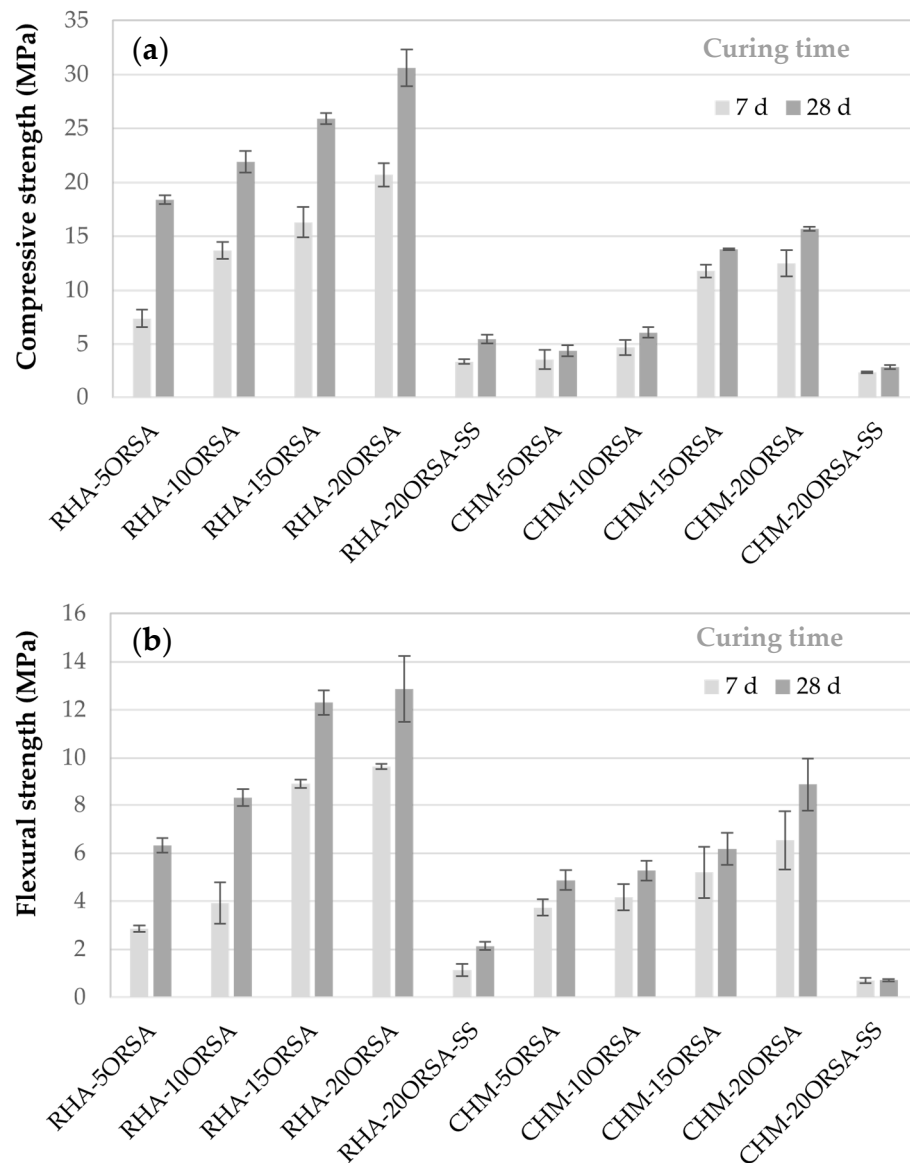 (a)
Compressive strength (MPa)
35
30
25
20
15
10
5
0
Curing time
7 d 28 d
RHA-5ORSA
RHA-10ORSA
RHA-15ORSA
RHA-20ORSA
RHA-20ORSA-SS
CHM-5ORSA
CHM-10ORSA
CHM-15ORSA
CHM-20ORSA
CHM-20ORSA-SS
(b)
Flexural strength (MPa)
16
14
12
10
8
6
4
2
0
Curing time
7 d 28 d
RHA-5ORSA
RHA-10ORSA
RHA-15ORSA
RHA-20ORSA
RHA-20ORSA-SS
CHM-5ORSA
CHM-10ORSA
CHM-15ORSA
CHM-20ORSA
CHM-20ORSA-SS